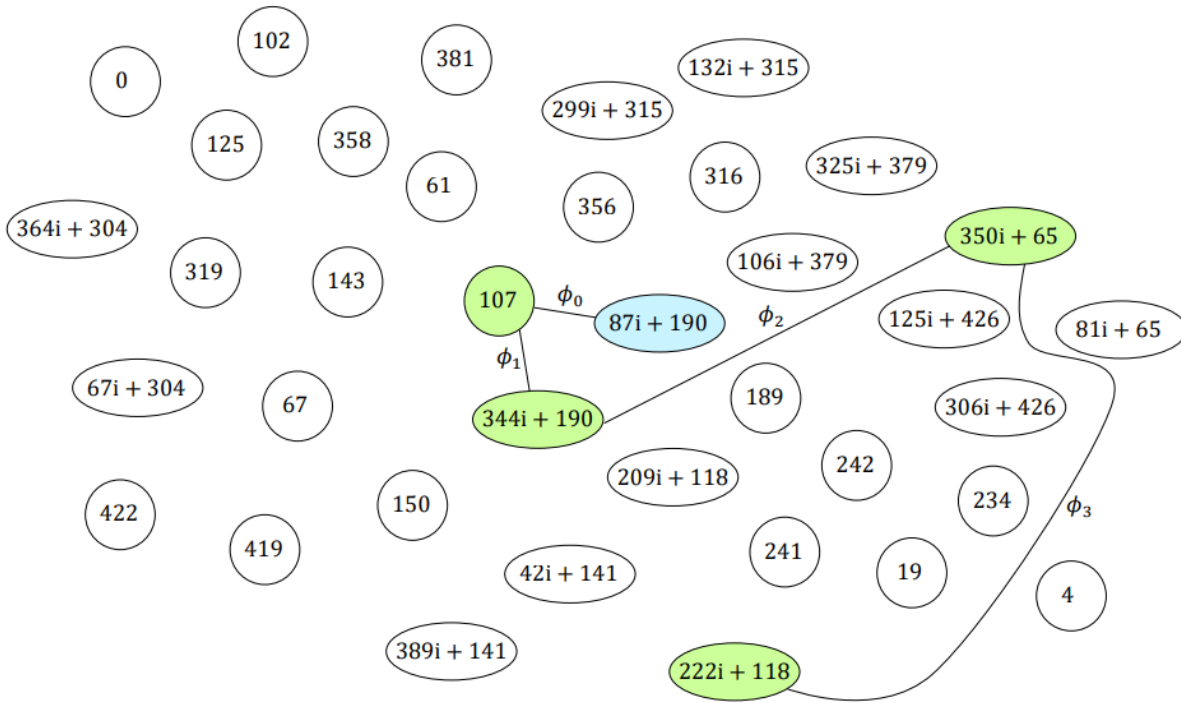 102
381
132i + 315
0
299i + 315
125
358
61
356
316
325i + 379
364i + 304
319
143
350i + 65
106i + 379
107
ϕ₀
87i + 190
ϕ₂
125i + 426
81i + 65
ϕ₁
67i + 304
67
344i + 190
189
306i + 426
209i + 118
242
422
419
150
234
ϕ₃
241
19
42i + 141
4
389i + 141
222i + 118